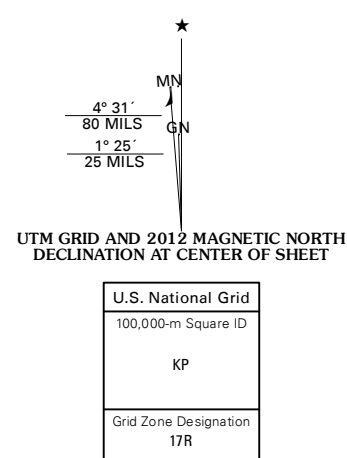 ★
MN
4° 31´
80 MILS
GN
1° 25´
25 MILS
UTM GRID AND 2012 MAGNETIC NORTH
DECLINATION AT CENTER OF SHEET
U.S. National Grid
100,000-m Square ID
KP
Grid Zone Designation
17R